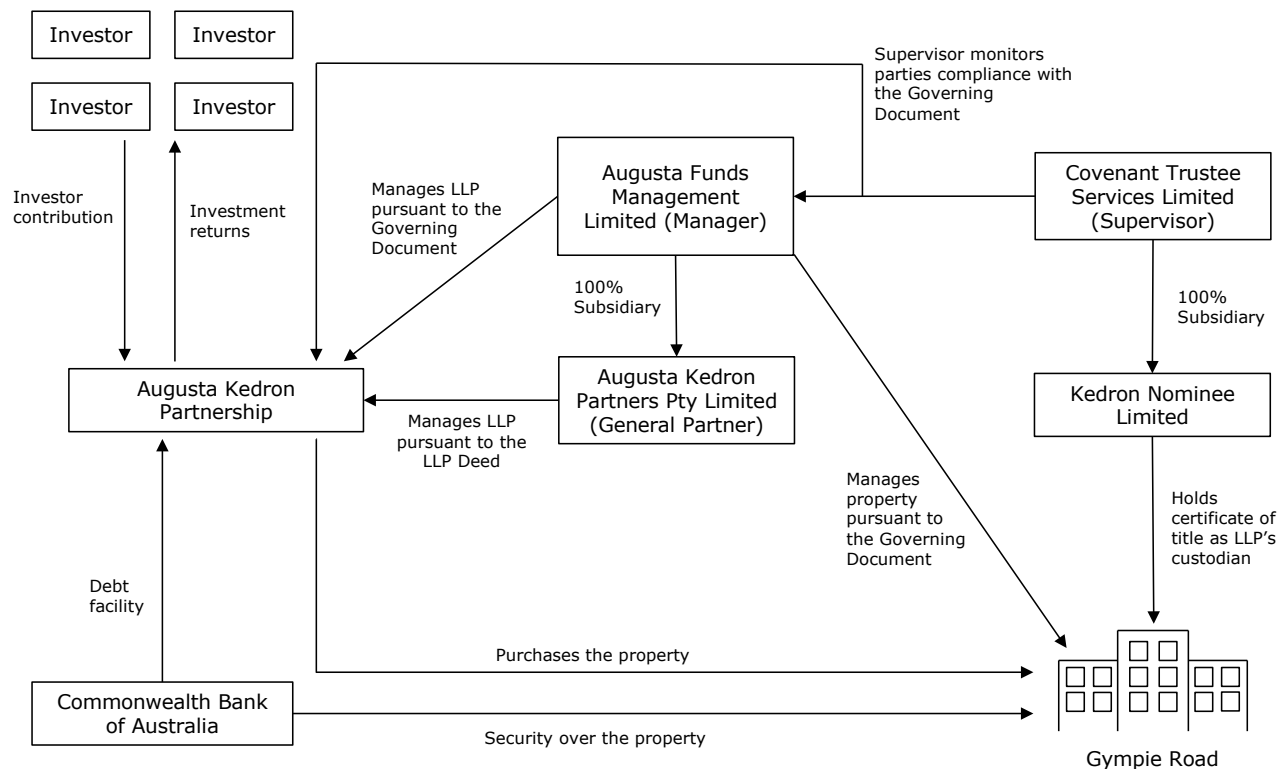 Investor
Investor
Investor
Investor
Supervisor monitors
parties compliance with
the Governing
Document
Augusta Funds
Management
Limited (Manager)
Covenant Trustee
Services Limited
(Supervisor)
Investor
contribution
Investment
returns
Manages LLP
pursuant to the
Governing
Document
100%
Subsidiary
100%
Subsidiary
Augusta Kedron
Partnership
Augusta Kedron
Partners Pty Limited
(General Partner)
Kedron Nominee
Limited
Manages LLP
pursuant to the
LLP Deed
Manages
property
pursuant to
the Governing
Document
Holds
certificate of
title as LLP’s
custodian
Debt
facility
Purchases the property
Commonwealth Bank
of Australia
Security over the property
Gympie Road